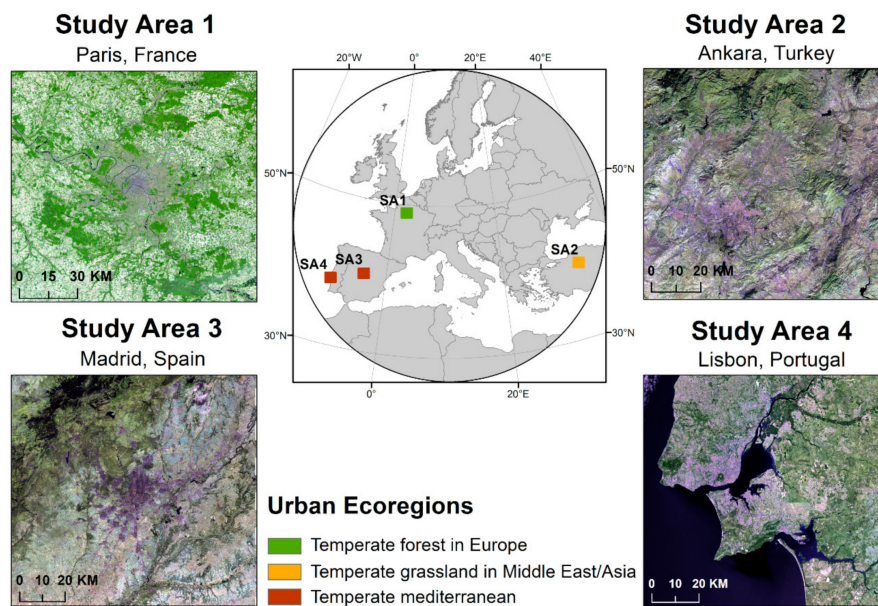 Study Area 1
Paris, France
0 15 30 KM
Study Area 2
Ankara, Turkey
0 10 20 KM
20°W 0° 20°E 40°E
50°N 50°N
SA1
SA2
SA3
SA4
30°N 30°N
0° 20°E
Study Area 3
Madrid, Spain
0 10 20 KM
Study Area 4
Lisbon, Portugal
0 10 20 KM
Urban Ecoregions
Temperate forest in Europe
Temperate grassland in Middle East/Asia
Temperate mediterranean